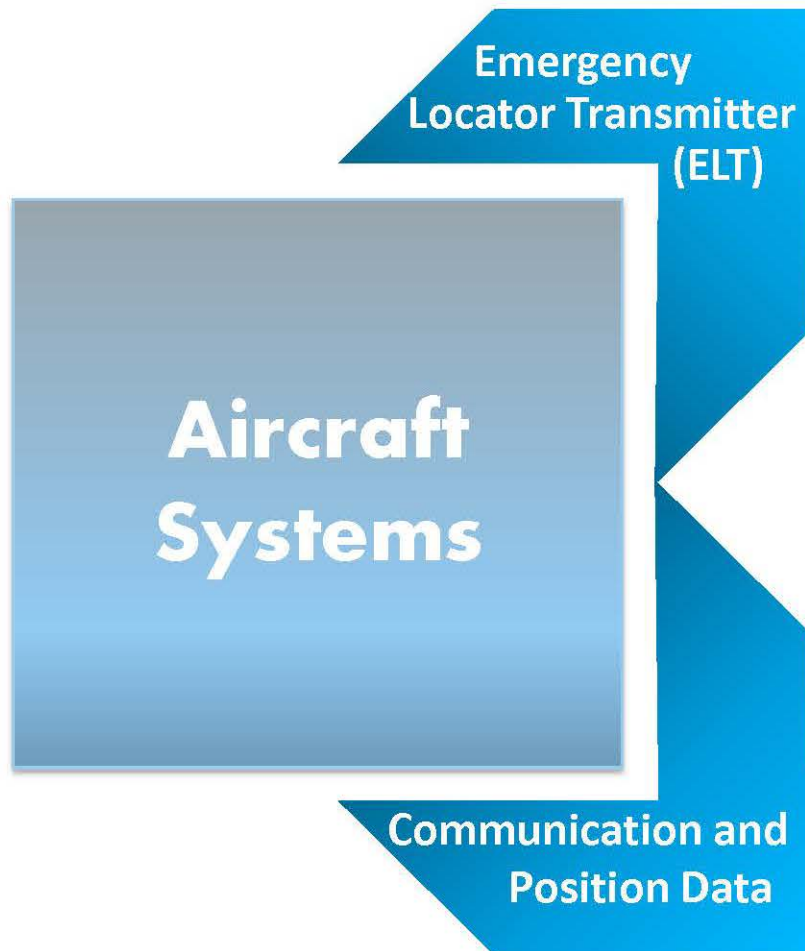 Emergency
Locator Transmitter
(ELT)
Aircraft
Systems
Communication and
Position Data